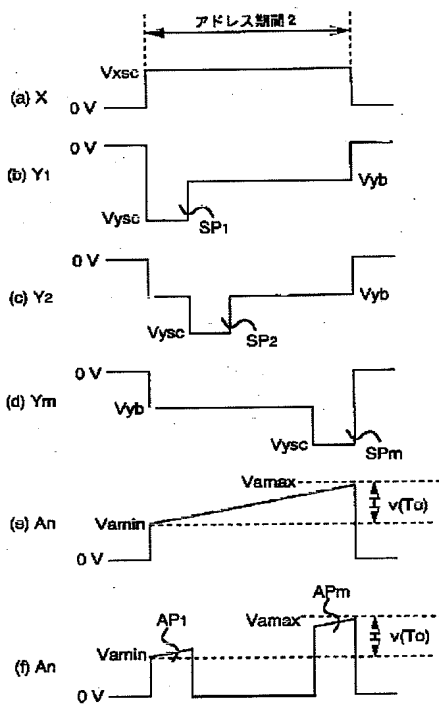 アドレス期間2
Vxsc
(a) X
0 V
0 V
(b) Y1
Vyb
Vysc
SP1
0 V
(c) Y2
Vyb
Vysc
SP2
0 V
(d) Ym
Vyb
Vysc
SPm
Vamax
(e) An
Vamin
v(To)
0 V
APm
AP1
Vamax
(f) An
Vamin
v(To)
0 V